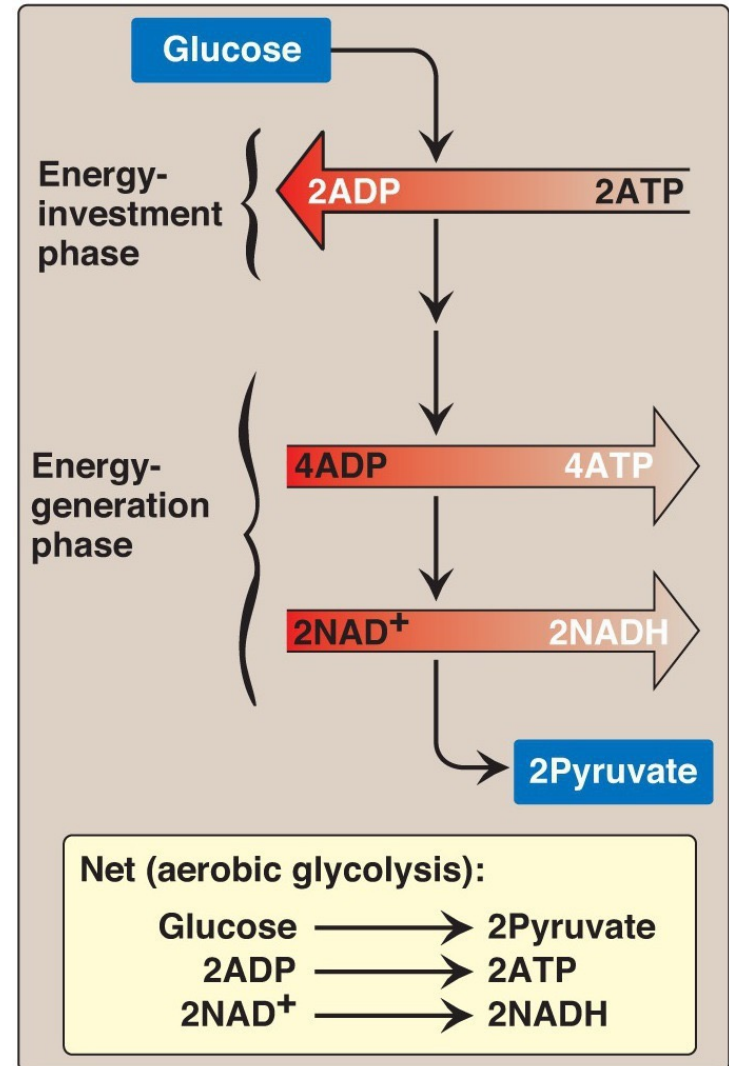 Glucose
Energy-
investment
phase
2ADP 2ATP
Energy-
generation
phase
4ADP 4ATP
2NAD+ 2NADH
2Pyruvate
Net (aerobic glycolysis):
Glucose 2Pyruvate
2ADP 2ATP
2NAD+ 2NADH